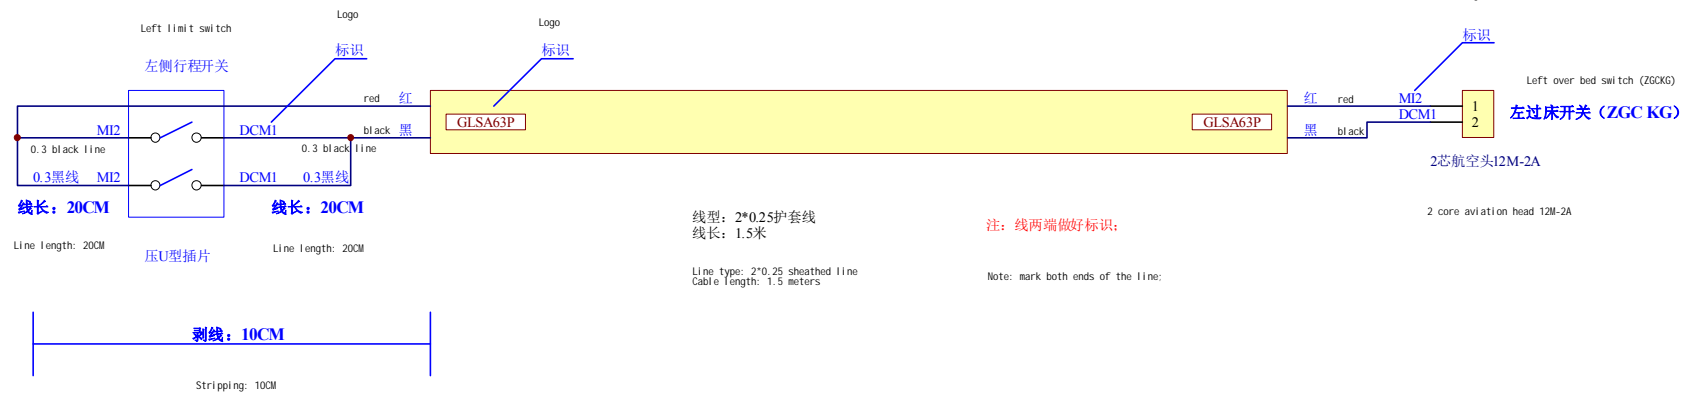 Logo
Left limit switch
Logo
标识
标识
标识
左侧行程开关
Left over bed switch (ZGCKG)
red 红
红 red MI2
1
GLSA63P
GLSA63P
DCM1
2
左过床开关（ZGC KG）
MI2
DCM1
black 黑
黑 black
0.3 black line
0.3 black line
2芯航空头12M-2A
0.3黑线 MI2
DCM1 0.3黑线
线长：20CM
线长：20CM
2 core aviation head 12M-2A
线型：2*0.25护套线
线长：1.5米
注：线两端做好标识；
Line length: 20CM
Line length: 20CM
压U型插片
Line type: 2*0.25 sheathed line
Cable length: 1.5 meters
Note: mark both ends of the line;
剥线：10CM
Stripping: 10CM